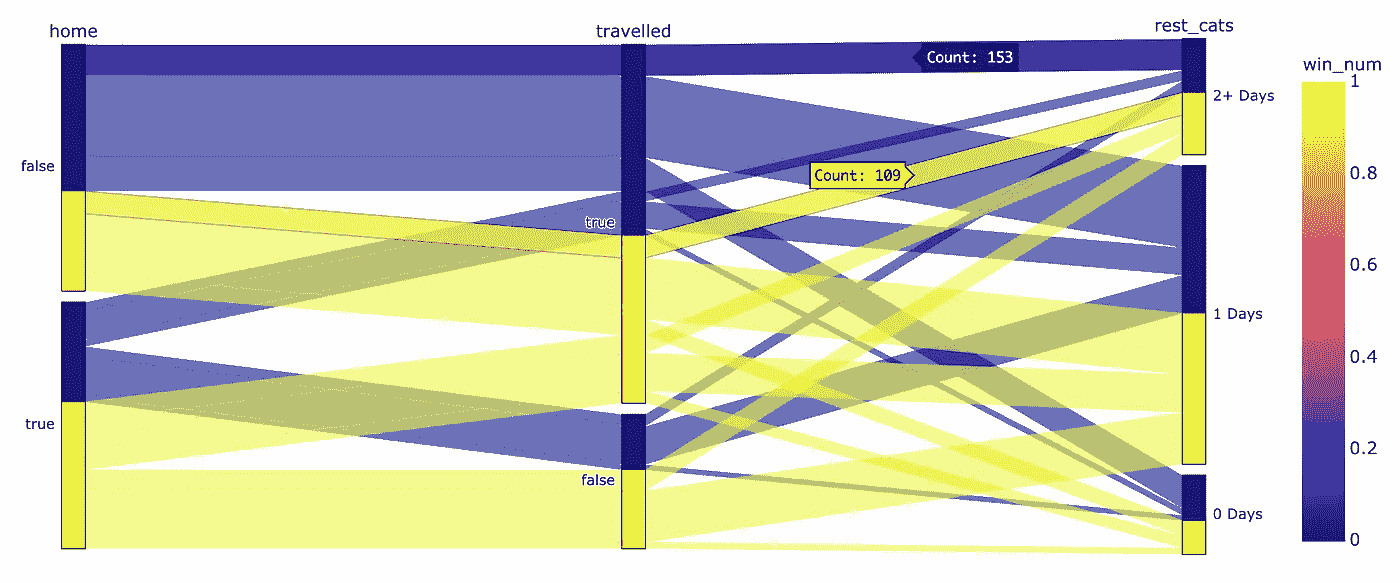 home
travelled
rest_cats
Count: 153
win_num
1
2+ Days
false
Count: 109
0.8
true
0.6
1 Days
0.4
true
false
0.2
0 Days
0